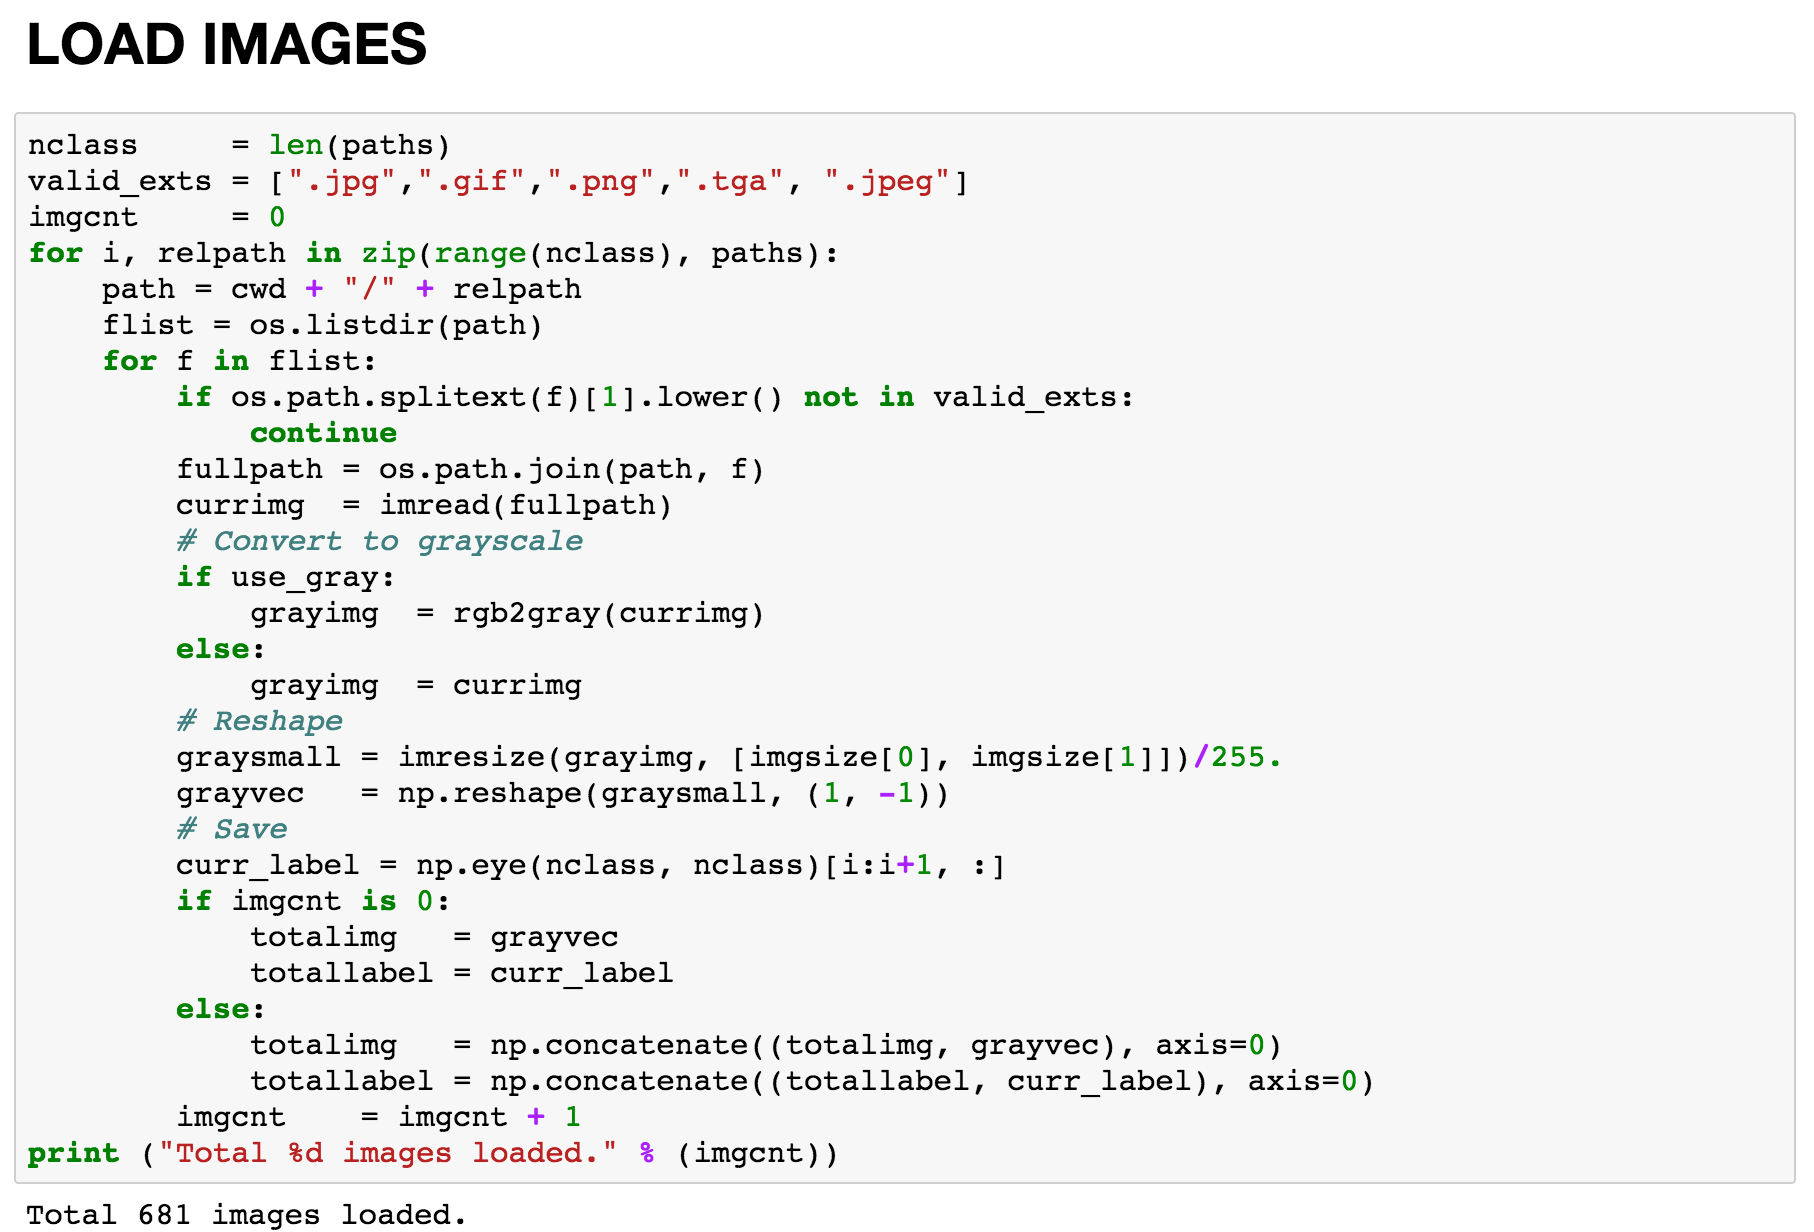 LOAD IMAGES
nclass     = len(paths)
valid_exts = [".jpg",".gif",".png",".tga", ".jpeg"]
imgcnt     = 0
for i, relpath in zip(range(nclass), paths):
    path = cwd + "/" + relpath
    flist = os.listdir(path)
    for f in flist:
        if os.path.splitext(f)[1].lower() not in valid_exts:
            continue
        fullpath = os.path.join(path, f)
        currimg  = imread(fullpath)
        # Convert to grayscale
        if use_gray:
            grayimg  = rgb2gray(currimg)
        else:
            grayimg  = currimg
        # Reshape
        graysmall = imresize(grayimg, [imgsize[0], imgsize[1]])/255.
        grayvec   = np.reshape(graysmall, (1, -1))
        # Save
        curr_label = np.eye(nclass, nclass)[i:i+1, :]
        if imgcnt is 0:
            totalimg   = grayvec
            totallabel = curr_label
        else:
            totalimg   = np.concatenate((totalimg, grayvec), axis=0)
            totallabel = np.concatenate((totallabel, curr_label), axis=0)
        imgcnt    = imgcnt + 1
print ("Total %d images loaded." % (imgcnt))
Total 681 images loaded.